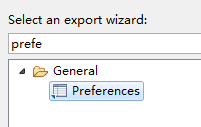 Select an export wizard:
prefe
General
Preferences